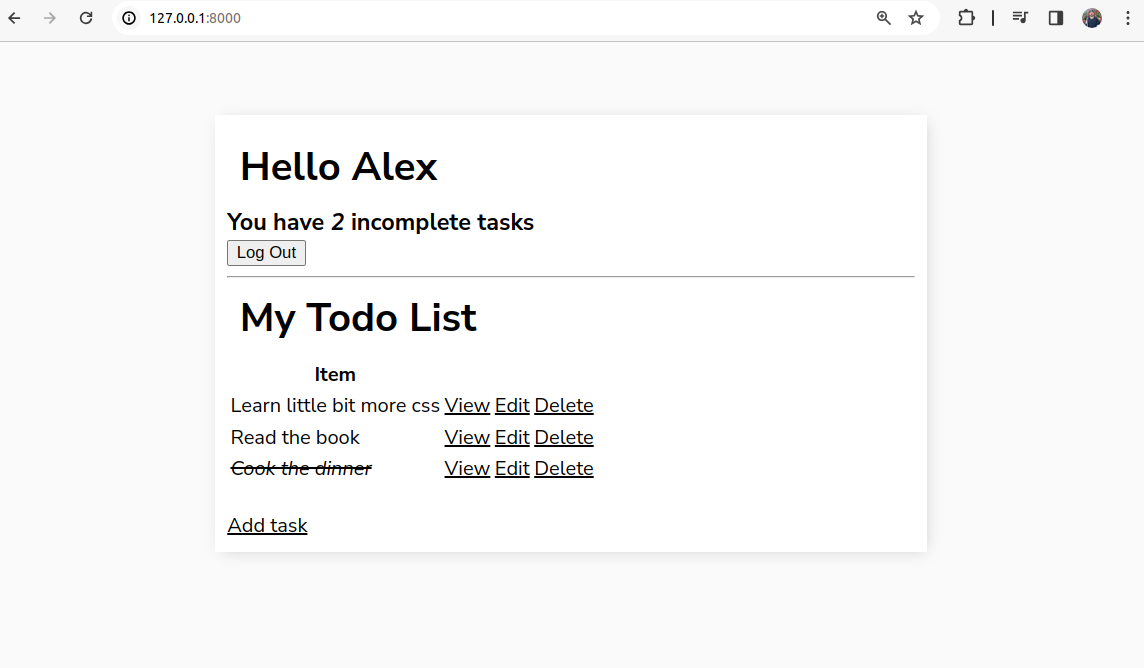 127.0.0.1:8000
Hello Alex
You have 2 incomplete tasks
Log Out
My Todo List
Item
Learn little bit more css View Edit Delete
Read the book View Edit Delete
Cook the dinner View Edit Delete
Add task